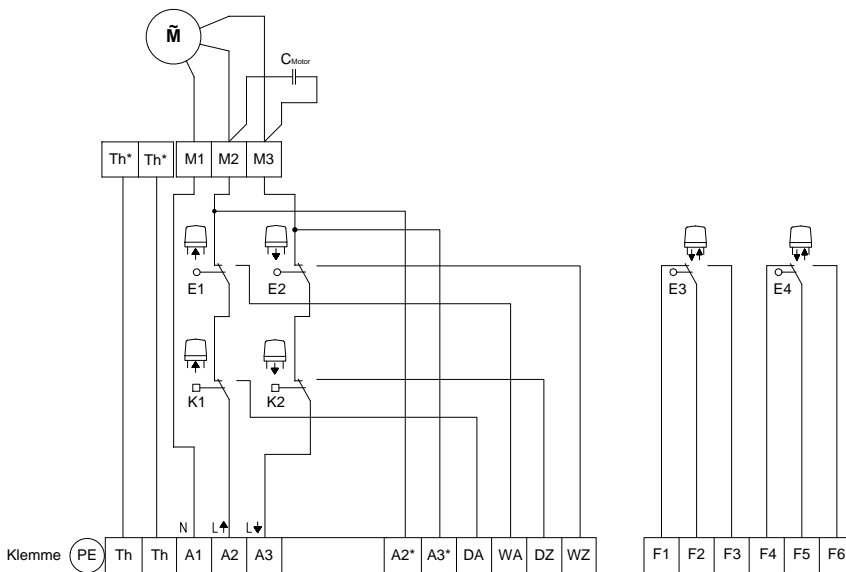 M̃
C Motor
Th* Th* M1 M2 M3
E1 E2 E3 E4
K1 K2
N L L
Klemme PE Th Th A1 A2 A3 A2* A3* DA WA DZ WZ F1 F2 F3 F4 F5 F6